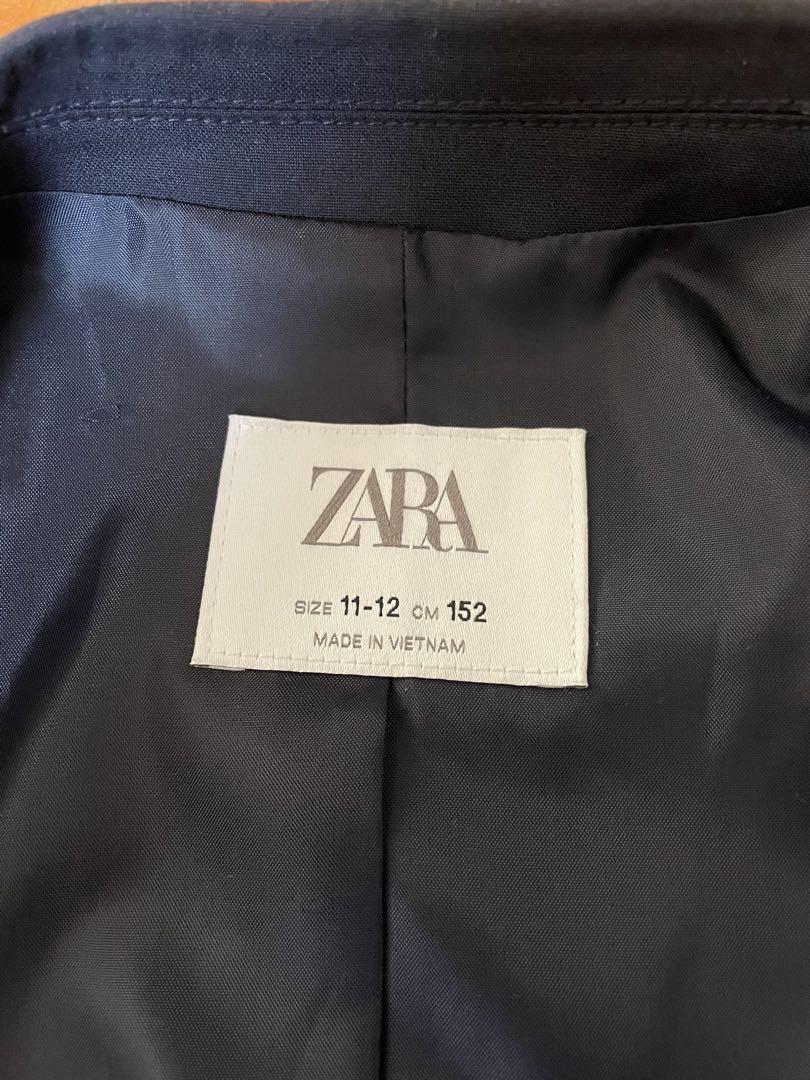 ZARA
SIZE 11-12 CM 152
MADE IN VIETNAM